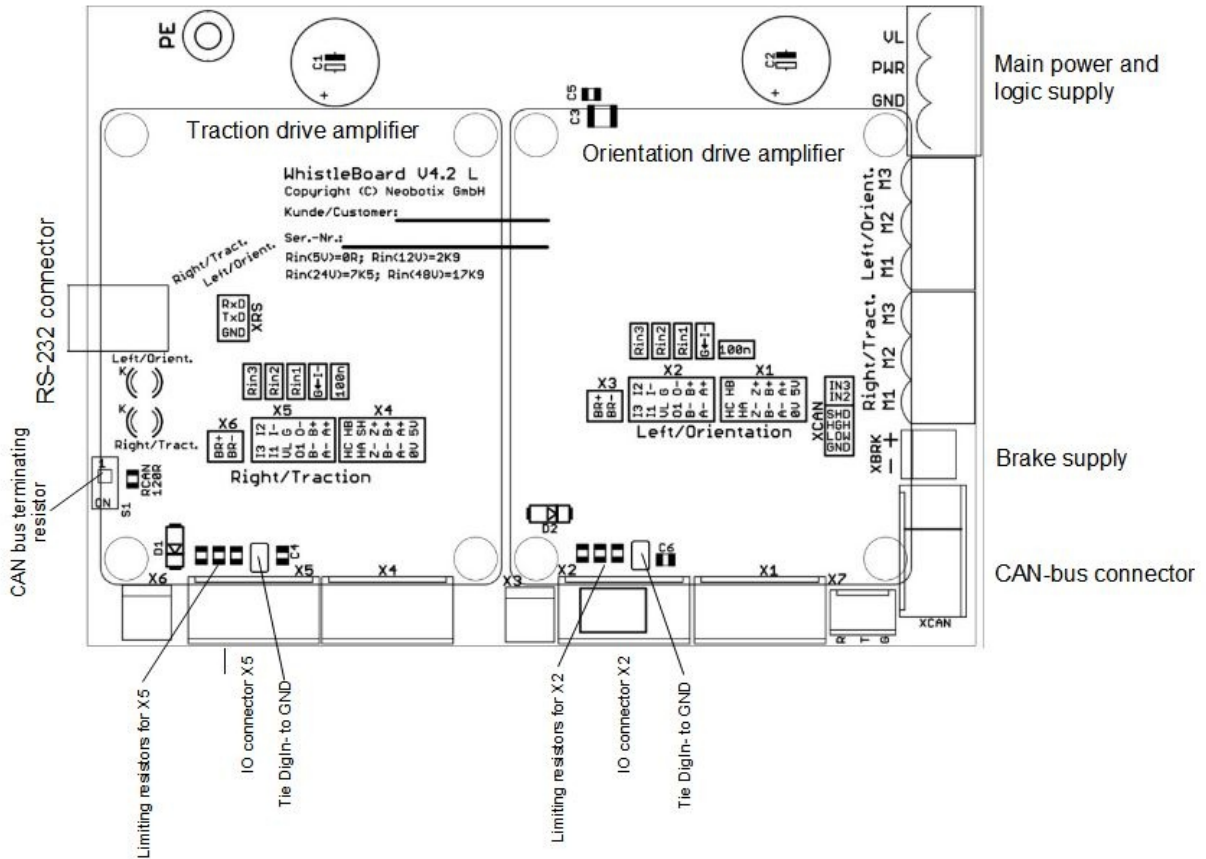 PE
C1
+
C2
+
VL
PWR
GND
Main power and
logic supply
C5
C3
Traction drive amplifier
Orientation drive amplifier
WhistleBoard V4.2 L
Copyright (C) Neobotix GmbH
Kunde/Customer:
Ser.-Nr.:
Rin(5V)=0R; Rin(12V)=2K9
Rin(24V)=7K5; Rin(48V)=17K9
Right/Tract.
Left/Orient.
RS-232 connector
RxD
TxD
GND
XRS
Left/Orient.
K
K
Right/Tract.
Left/Orient.
M3
M2
M1
Right/Tract.
M3
M2
M1
Rin3
Rin2
Rin1
G←I-
100n
X6
BR+
BR-
X5
I3 I2
I1 I-
VL G
O1 O-
B- B+
A- A+
X4
HC HB
HA SH
Z- Z+
B- B+
A- A+
0V 5V
Right/Traction
Rin3
Rin2
Rin1
G←I-
100n
X3
BR+
BR-
X2
I3 I2
I1 I-
VL G
O1 O-
B- B+
A- A+
X1
HC HB
HA
Z- Z+
B- B+
A- A+
0V 5V
Left/Orientation
XCAN
IN3
IN2
SHD
HGH
LOW
GND
XBRK
+
-
Brake supply
CAN bus terminating
resistor
1
ON
S1
RCAN
120R
D1
C4
D2
C6
CAN-bus connector
X6
X5
X4
X3
X2
X1
X7
R
T
G
XCAN
Limiting resistors for X5
IO connector X5
Tie DigIn- to GND
Limiting resistors for X2
IO connector X2
Tie DigIn- to GND